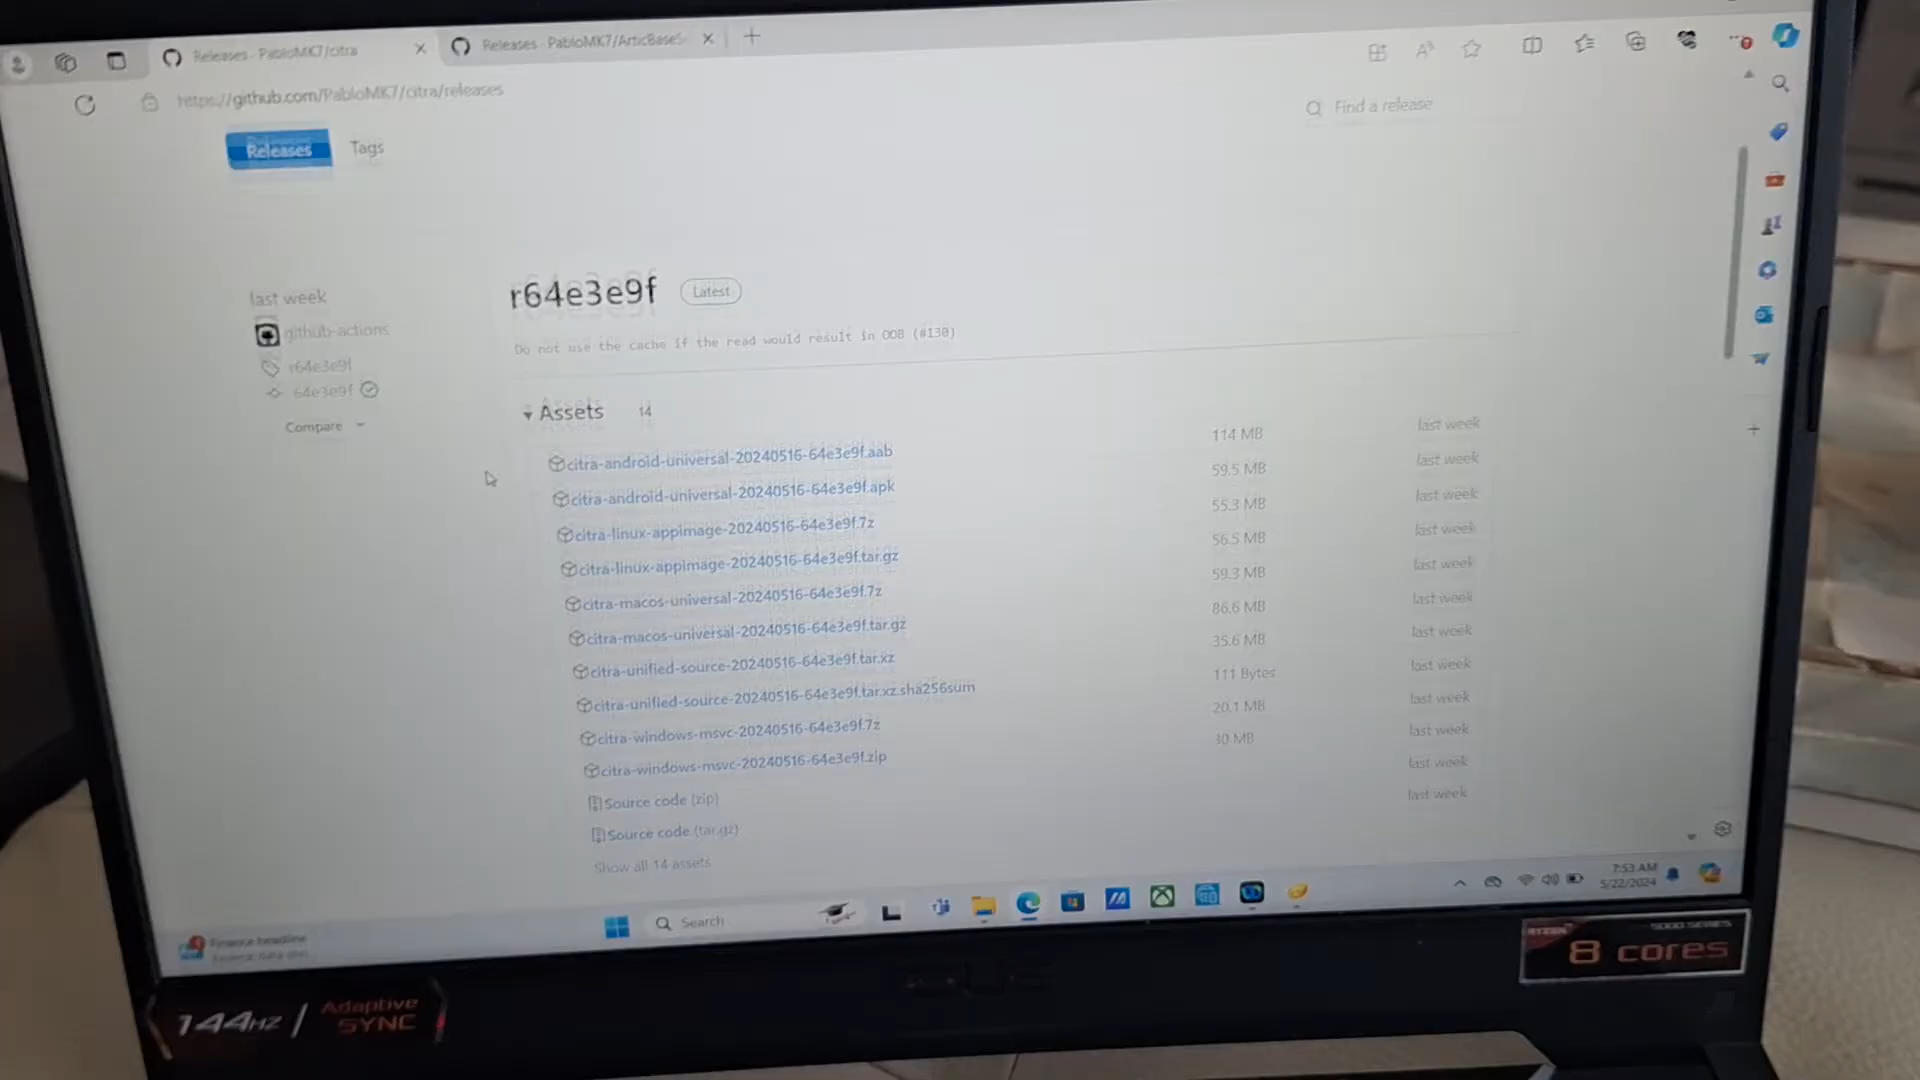 Releases · PabloMK7/citra
Releases · PabloMK7/ArticBaseS
https://github.com/PabloMK7/citra/releases
Find a release
Releases
Tags
last week
github-actions
r64e3e9f
64e3e9f
Compare
r64e3e9f
Latest
Do not use the cache if the read would result in OOB (#130)
Assets 14
citra-android-universal-20240516-64e3e9f.aab 114 MB last week
citra-android-universal-20240516-64e3e9f.apk 59.5 MB last week
citra-linux-appimage-20240516-64e3e9f.7z 55.3 MB last week
citra-linux-appimage-20240516-64e3e9f.tar.gz 56.5 MB last week
citra-macos-universal-20240516-64e3e9f.7z 59.3 MB last week
citra-macos-universal-20240516-64e3e9f.tar.gz 86.6 MB last week
citra-unified-source-20240516-64e3e9f.tar.xz 35.6 MB last week
citra-unified-source-20240516-64e3e9f.tar.xz.sha256sum 111 Bytes last week
citra-windows-msvc-20240516-64e3e9f.7z 20.1 MB last week
citra-windows-msvc-20240516-64e3e9f.zip 30 MB last week
Source code (zip) last week
Source code (tar.gz) last week
Show all 14 assets
Finance headline
Search
7:53 AM
5/22/2024
144Hz / Adaptive
SYNC
RYZEN 5000 SERIES
8 cores